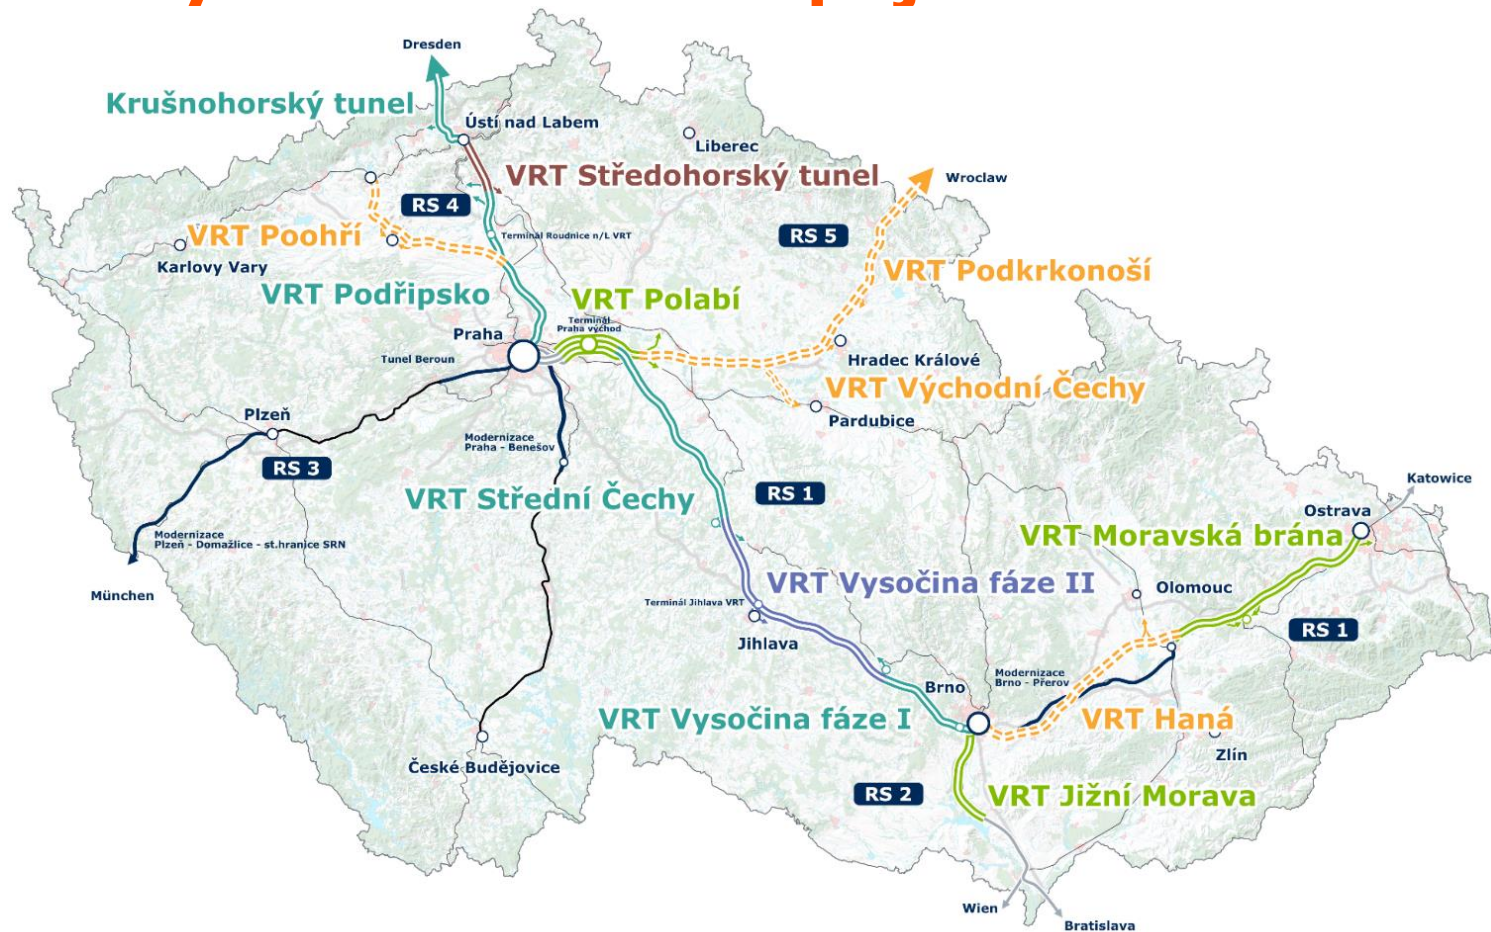 Dresden
Krušnohorský tunel
Ústí nad Labem
Liberec
VRT Středohorský tunel
Wroclaw
RS 4
RS 5
VRT Poohří
Terminál Roudnice n/L VRT
Karlovy Vary
VRT Podkrkonoší
VRT Podřipsko
VRT Polabí
Terminál
Praha východ
Praha
Tunel Beroun
Hradec Králové
VRT Východní Čechy
Pardubice
Plzeň
Modernizace
Praha - Benešov
RS 3
VRT Střední Čechy
RS 1
Katowice
Ostrava
Modernizace
Plzeň - Domažlice - st.hranice SRN
VRT Moravská brána
München
VRT Vysočina fáze II
Olomouc
Terminál Jihlava VRT
RS 1
Jihlava
Modernizace
Brno - Přerov
Brno
VRT Vysočina fáze I
VRT Haná
Zlín
České Budějovice
RS 2
VRT Jižní Morava
Wien
Bratislava